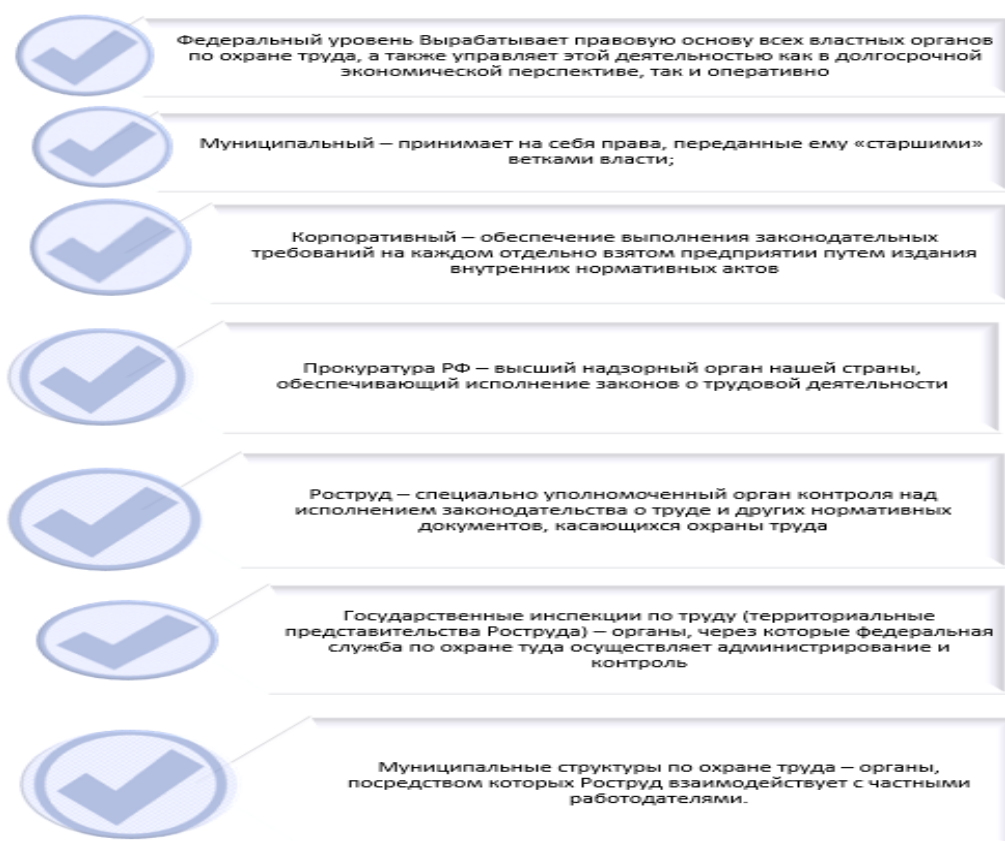 Федеральный уровень Вырабатывает правовую основу всех властных органов
по охране труда, а также управляет этой деятельностью как в долгосрочной
экономической перспективе, так и оперативно
Муниципальный – принимает на себя права, переданные ему «старшими»
ветками власти;
Корпоративный – обеспечение выполнения законодательных
требований на каждом отдельно взятом предприятии путем издания
внутренних нормативных актов
Прокуратура РФ – высший надзорный орган нашей страны,
обеспечивающий исполнение законов о трудовой деятельности
Роструд – специально уполномоченный орган контроля над
исполнением законодательства о труде и других нормативных
документов, касающихся охраны труда
Государственные инспекции по труду (территориальные
представительства Роструда) – органы, через которые федеральная
служба по охране туда осуществляет администрирование и
контроль
Муниципальные структуры по охране труда – органы,
посредством которых Роструд взаимодействует с частными
работодателями.